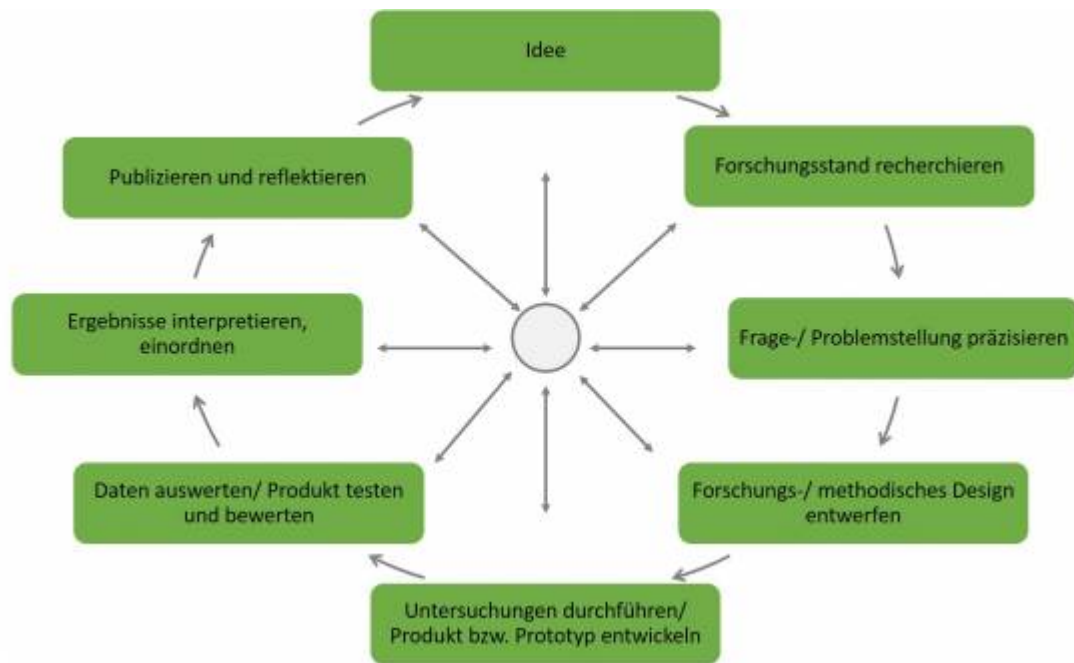 Idee
Forschungsstand recherchieren
Frage-/ Problemstellung präzisieren
Forschungs-/ methodisches Design
entwerfen
Untersuchungen durchführen/
Produkt bzw. Prototyp entwickeln
Daten auswerten/ Produkt testen
und bewerten
Ergebnisse interpretieren,
einordnen
Publizieren und reflektieren